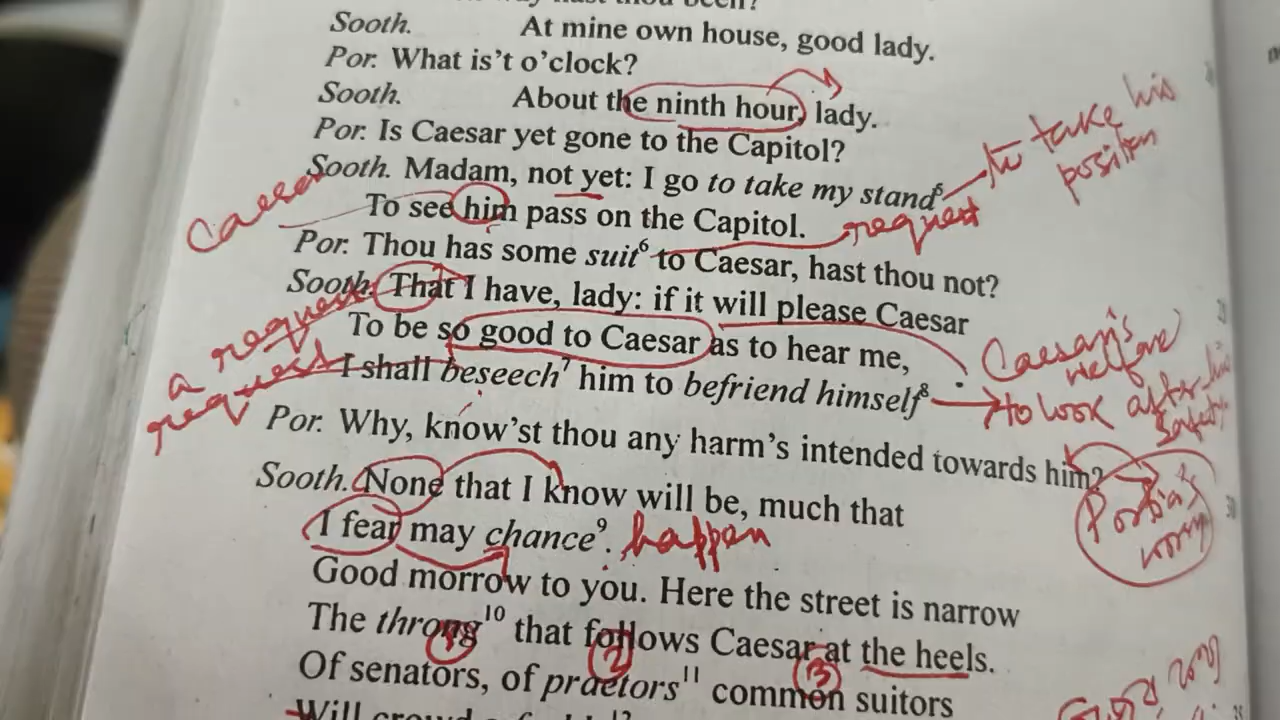 Sooth. At mine own house, good lady.
Por. What is't o'clock?
Sooth. About the ninth hour, lady.
Por. Is Caesar yet gone to the Capitol?
Sooth. Madam, not yet: I go to take my stand5
to take his
position
To see him pass on the Capitol.
Caesar
request
Por. Thou has some suit6 to Caesar, hast thou not?
Sooth. That I have, lady: if it will please Caesar
a request
To be so good to Caesar as to hear me,
Caesar's
welfare
I shall beseech7 him to befriend himself8
request
to look after his
safety
Por. Why, know'st thou any harm's intended towards him?
Portia's
worry
Sooth. None that I know will be, much that
I fear may chance9. happen
Good morrow to you. Here the street is narrow
The throng10 that follows Caesar at the heels.
1 2 3
Of senators, of praetors11 common suitors